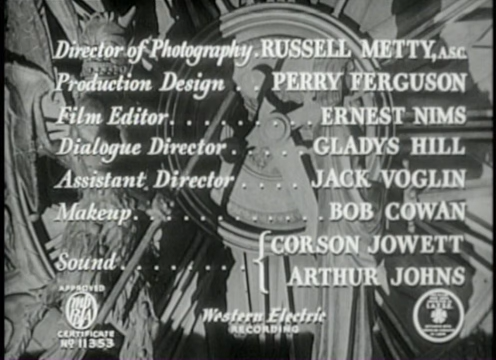 Director of Photography. RUSSELL METTY, A.S.C.
Production Design . . PERRY FERGUSON
Film Editor . . . . . . . . ERNEST NIMS
Dialogue Director . . . . . GLADYS HILL
Assistant Director . . . . JACK VOGLIN
Makeup . . . . . . . . . . . . BOB COWAN
CORSON JOWETT
Sound . . . . . . . .
ARTHUR JOHNS
APPROVED
MPPDA
CERTIFICATE
No 11353
Western Electric
RECORDING
I.A.T.S.E.